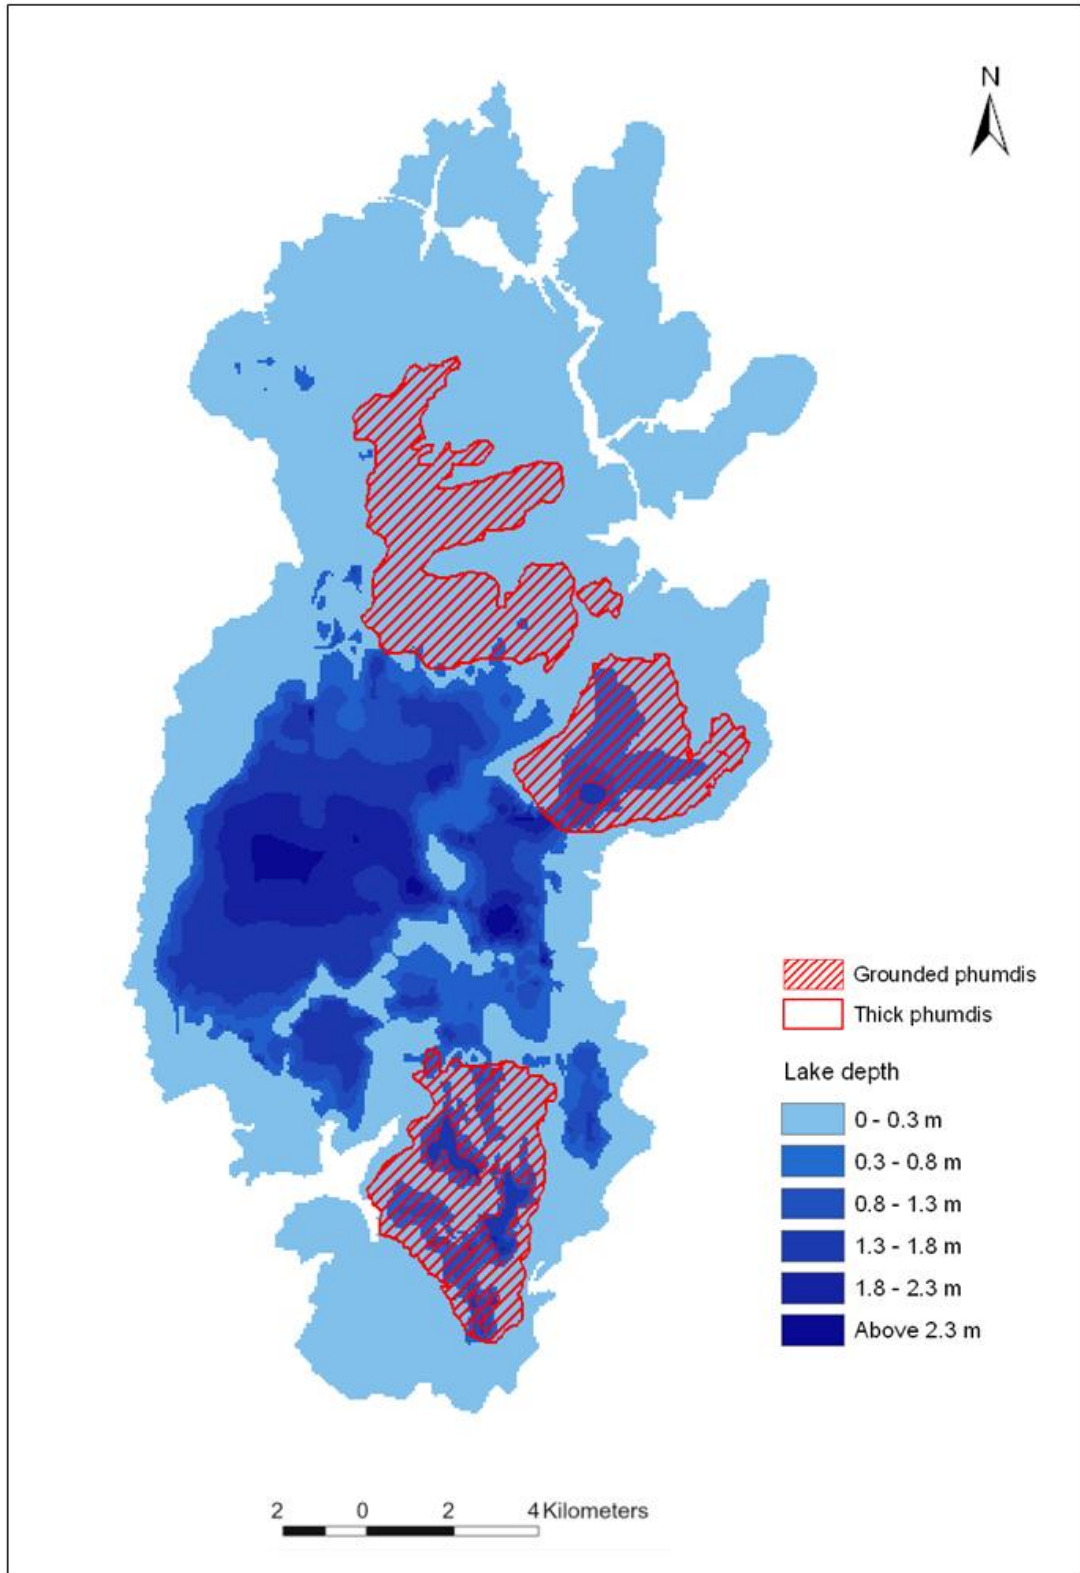 N
Grounded phumdis
Thick phumdis
Lake depth
0 - 0.3 m
0.3 - 0.8 m
0.8 - 1.3 m
1.3 - 1.8 m
1.8 - 2.3 m
Above 2.3 m
2 0 2 4 Kilometers